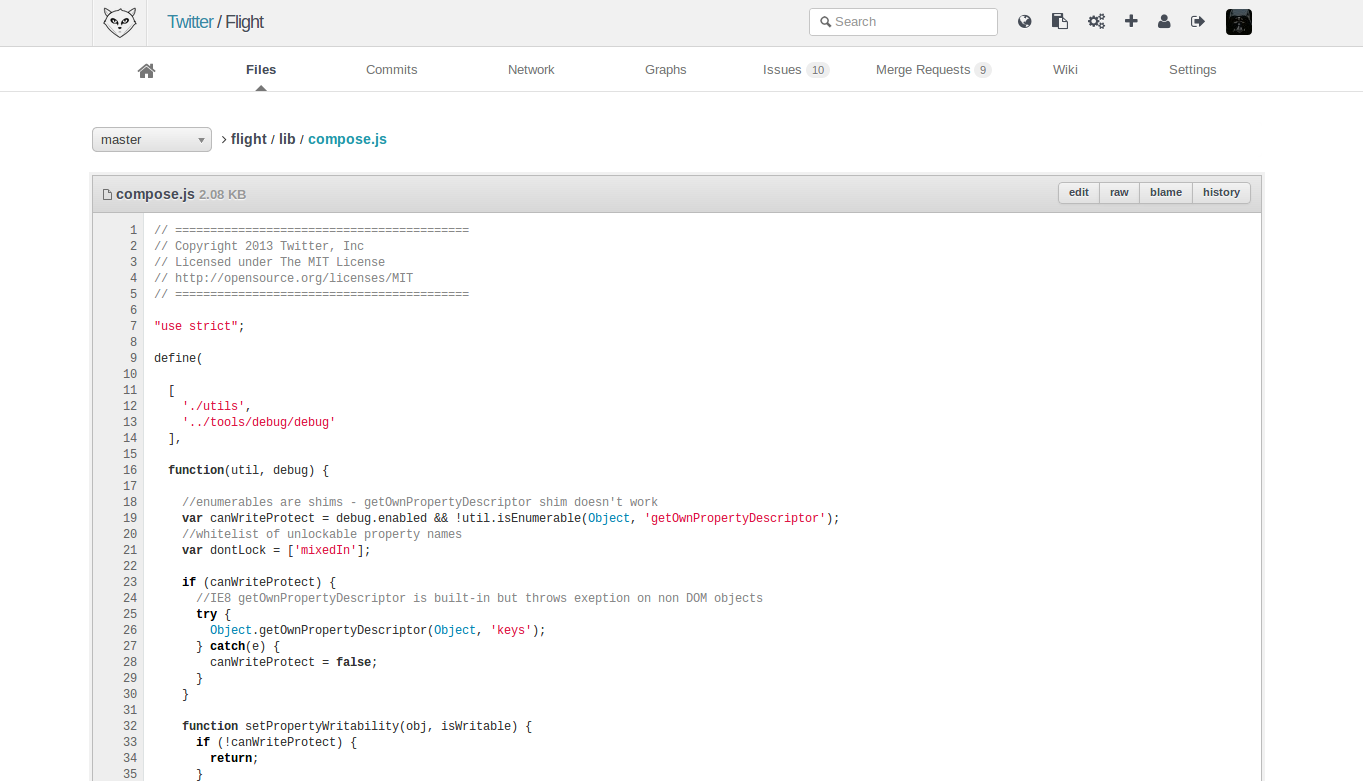 Twitter / Flight
Search
Files Commits Network Graphs Issues 10 Merge Requests 9 Wiki Settings
master flight / lib / compose.js
compose.js 2.08 KB edit raw blame history
1 // ==========================================
2 // Copyright 2013 Twitter, Inc
3 // Licensed under The MIT License
4 // http://opensource.org/licenses/MIT
5 // ==========================================
6
7 "use strict";
8
9 define(
10
11 [
12 './utils',
13 '../tools/debug/debug'
14 ],
15
16 function(util, debug) {
17
18 //enumerables are shims - getOwnPropertyDescriptor shim doesn't work
19 var canWriteProtect = debug.enabled && !util.isEnumerable(Object, 'getOwnPropertyDescriptor');
20 //whitelist of unlockable property names
21 var dontLock = ['mixedIn'];
22
23 if (canWriteProtect) {
24 //IE8 getOwnPropertyDescriptor is built-in but throws exeption on non DOM objects
25 try {
26 Object.getOwnPropertyDescriptor(Object, 'keys');
27 } catch(e) {
28 canWriteProtect = false;
29 }
30 }
31
32 function setPropertyWritability(obj, isWritable) {
33 if (!canWriteProtect) {
34 return;
35 }